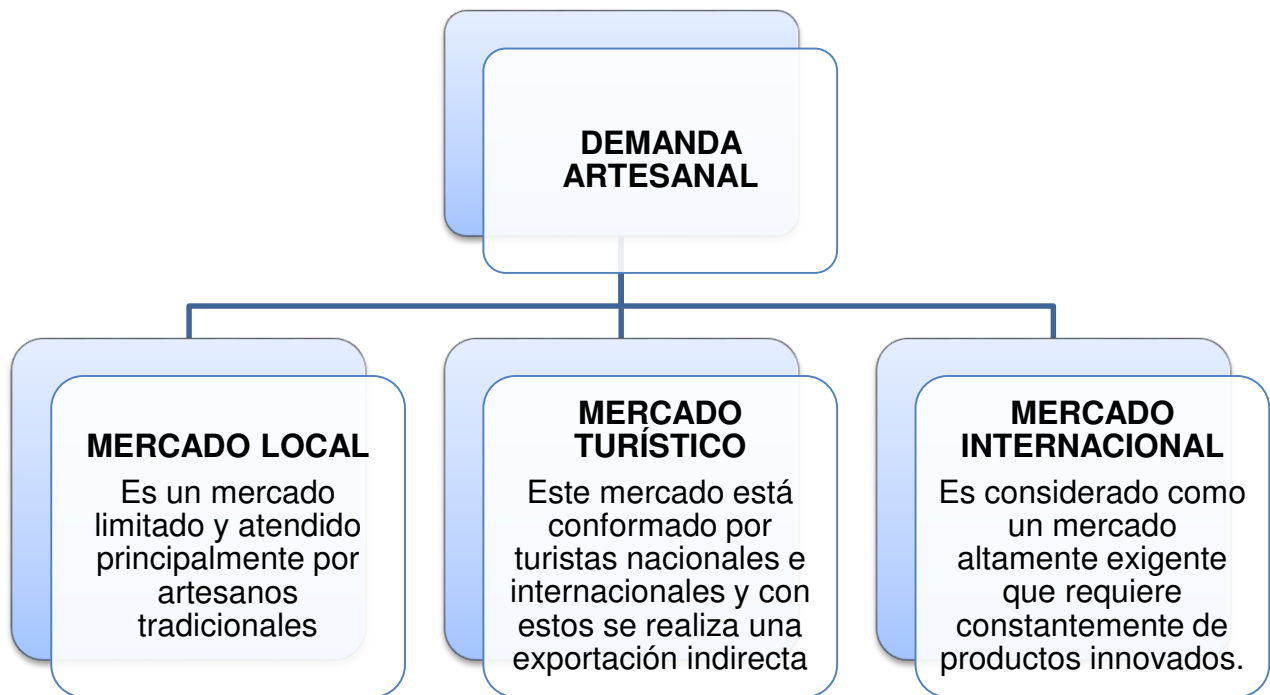 DEMANDA
ARTESANAL
MERCADO LOCAL
Es un mercado
limitado y atendido
principalmente por
artesanos
tradicionales
MERCADO
TURÍSTICO
Este mercado está
conformado por
turistas nacionales e
internacionales y con
estos se realiza una
exportación indirecta
MERCADO
INTERNACIONAL
Es considerado como
un mercado
altamente exigente
que requiere
constantemente de
productos innovados.